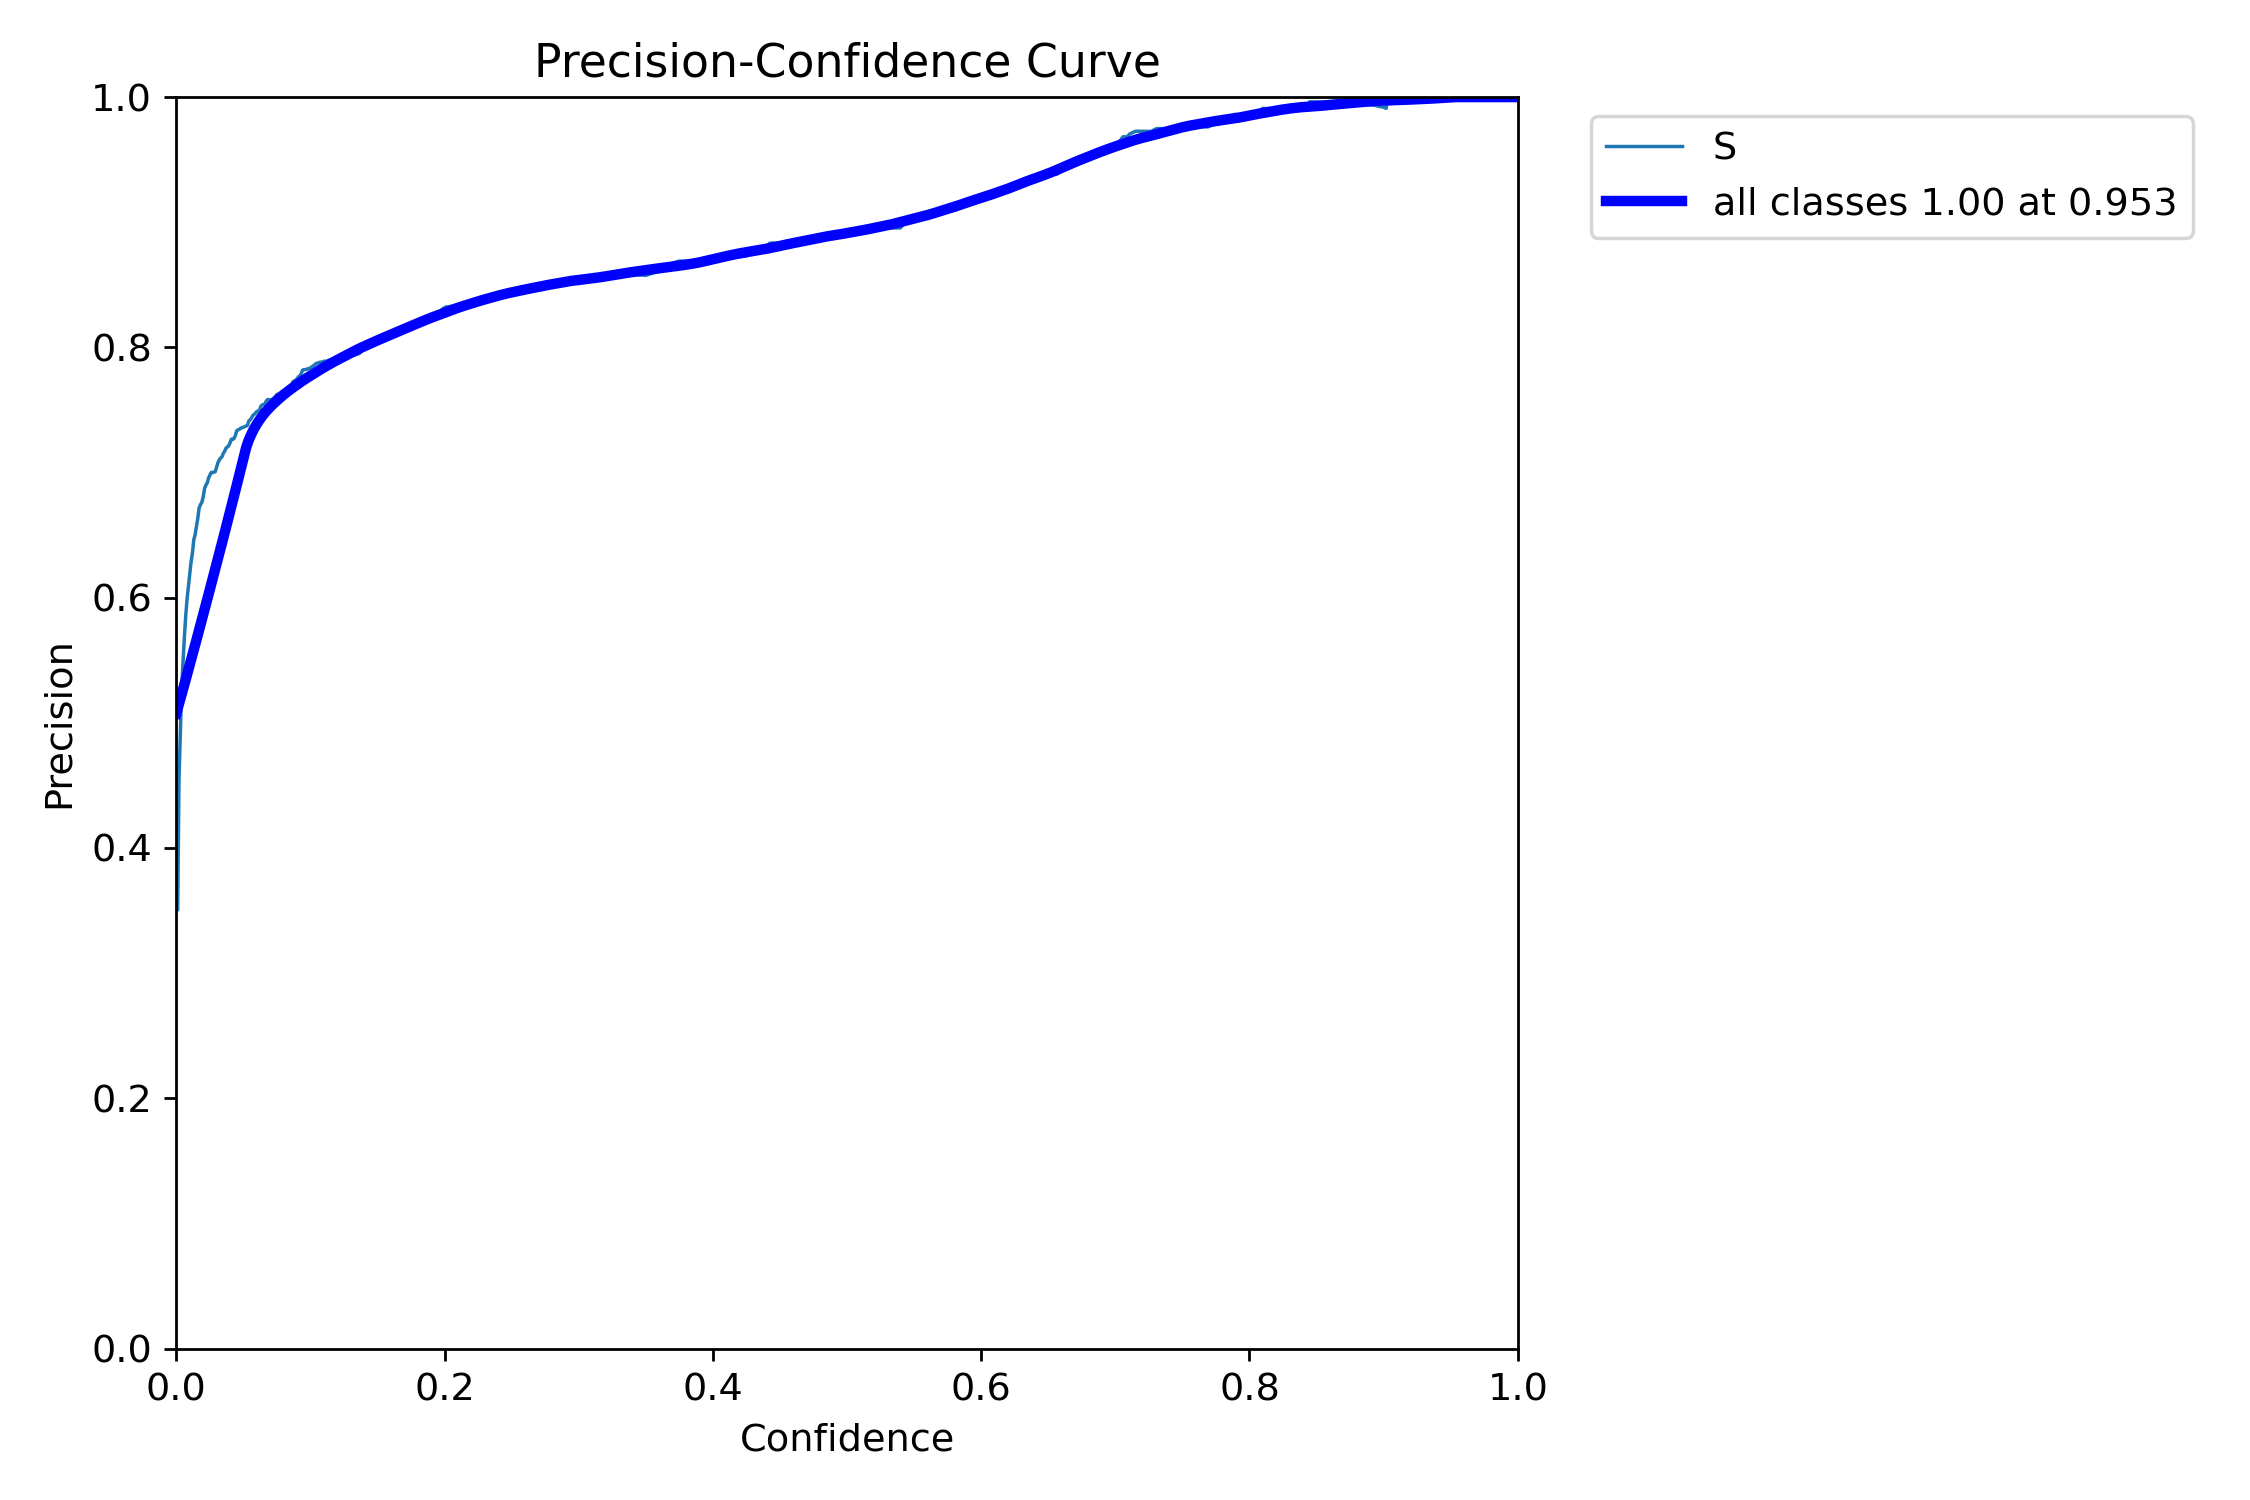 Precision-Confidence Curve
1.0
0.8
0.6
0.4
0.2
0.0
Precision
0.0 0.2 0.4 0.6 0.8 1.0
Confidence
S
all classes 1.00 at 0.953